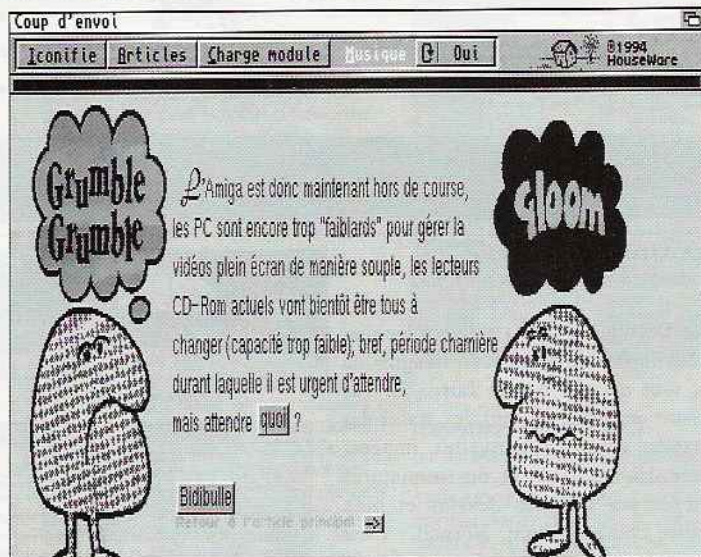 Coup d'envoi
Iconifie Articles Charge module Musique Oui ©1994
HouseWare
Grumble
Grumble
L'Amiga est donc maintenant hors de course,
les PC sont encore trop "faiblards" pour gérer la
vidéos plein écran de manière souple, les lecteurs
CD-Rom actuels vont bientôt être tous à
changer (capacité trop faible); bref, période charnière
durant laquelle il est urgent d'attendre,
mais attendre quoi ?
Bidibulle
Retour à l'article principal ->
gloom